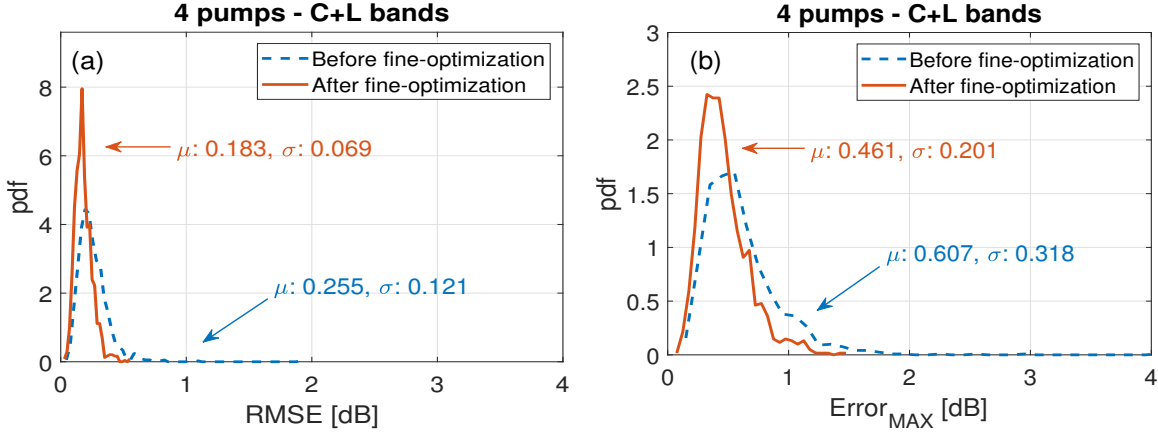 4 pumps - C+L bands
(a)
Before fine-optimization
After fine-optimization
μ: 0.183, σ: 0.069
μ: 0.255, σ: 0.121
pdf
0
2
4
6
8
0
1
2
3
4
RMSE [dB]
4 pumps - C+L bands
(b)
Before fine-optimization
After fine-optimization
μ: 0.461, σ: 0.201
μ: 0.607, σ: 0.318
pdf
0
0.5
1
1.5
2
2.5
3
0
1
2
3
4
Error_MAX [dB]